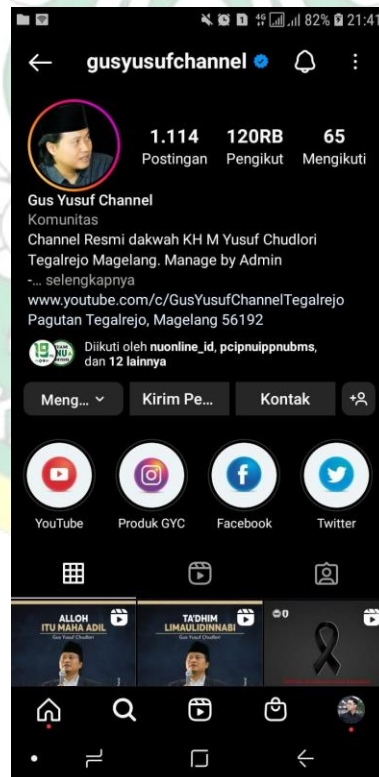 4G 82% 21:41
gusyusufchannel
1.114 120RB 65
Postingan Pengikut Mengikuti
Gus Yusuf Channel
Komunitas
Channel Resmi dakwah KH M Yusuf Chudlori
Tegalrejo Magelang. Manage by Admin
-... selengkapnya
www.youtube.com/c/GusYusufChannelTegalrejo
Pagutan Tegalrejo, Magelang 56192
Diikuti oleh nuonline_id, pcipnuippnubms,
dan 12 lainnya
Meng... Kirim Pe... Kontak
YouTube Produk GYC Facebook Twitter
ALLOH
ITU MAHA ADIL
Gus Yusuf Chudlori
TA'DHIM
LIMAULIDINNABI
Gus Yusuf Chudlori